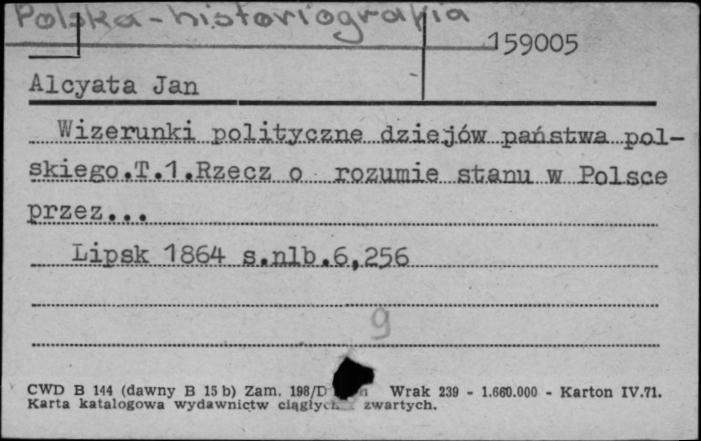 Polska-historiografia
159005
Alcyata Jan
Wizerunki polityczne dziejów państwa pol-
skiego.T.1.Rzecz o rozumie stanu w Polsce
przez...
Lipsk 1864 s.nlb.6,256
9
CWD B 144 (dawny B 15 b) Zam. 198/D Wrak 239 - 1.660.000 - Karton IV.71.
Karta katalogowa wydawnictw ciągłych zwartych.